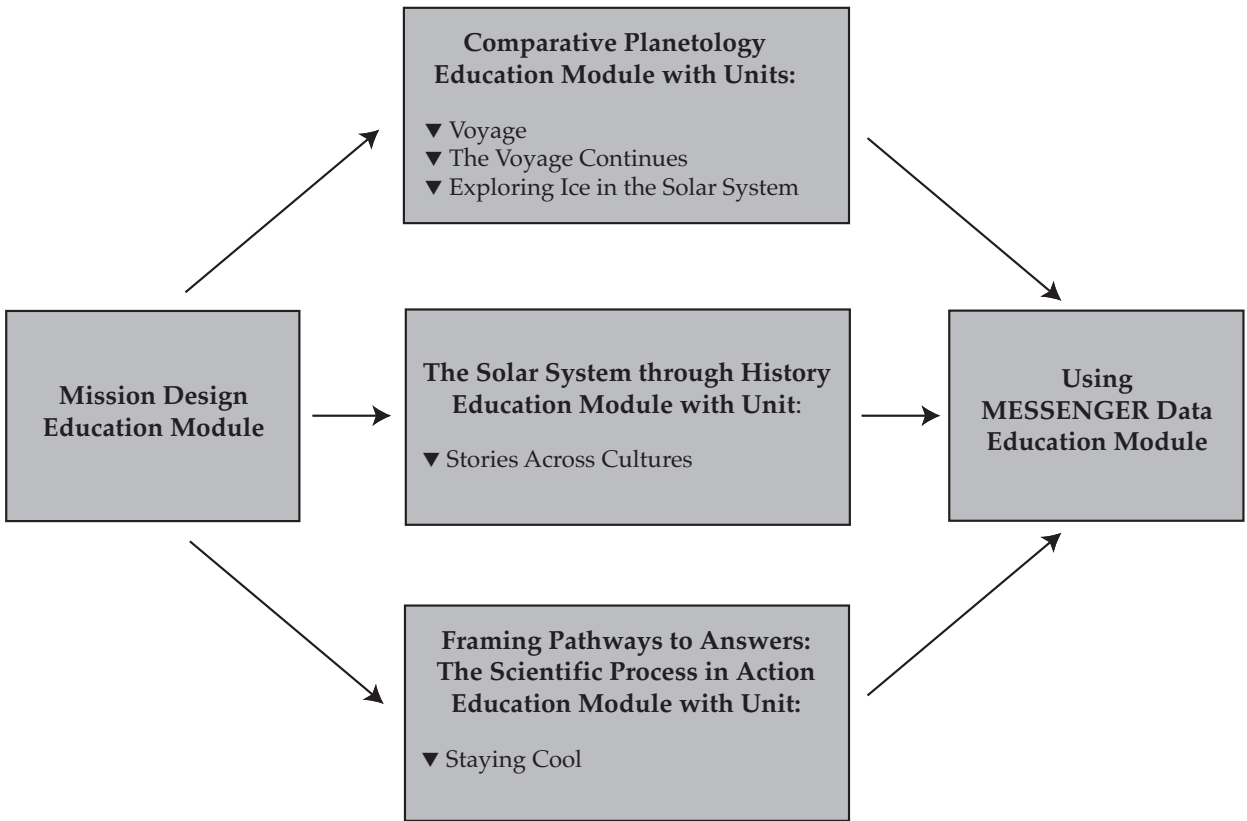 Comparative Planetology
Education Module with Units:
▼ Voyage
▼ The Voyage Continues
▼ Exploring Ice in the Solar System
Mission Design
Education Module
The Solar System through History
Education Module with Unit:
▼ Stories Across Cultures
Using
MESSENGER Data
Education Module
Framing Pathways to Answers:
The Scientific Process in Action
Education Module with Unit:
▼ Staying Cool